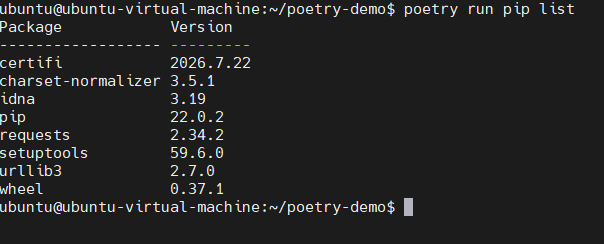 ubuntu@ubuntu-virtual-machine:~/poetry-demo$ poetry run pip list
Package            Version
------------------ ---------
certifi            2026.7.22
charset-normalizer 3.5.1
idna               3.19
pip                22.0.2
requests           2.34.2
setuptools         59.6.0
urllib3            2.7.0
wheel              0.37.1
ubuntu@ubuntu-virtual-machine:~/poetry-demo$